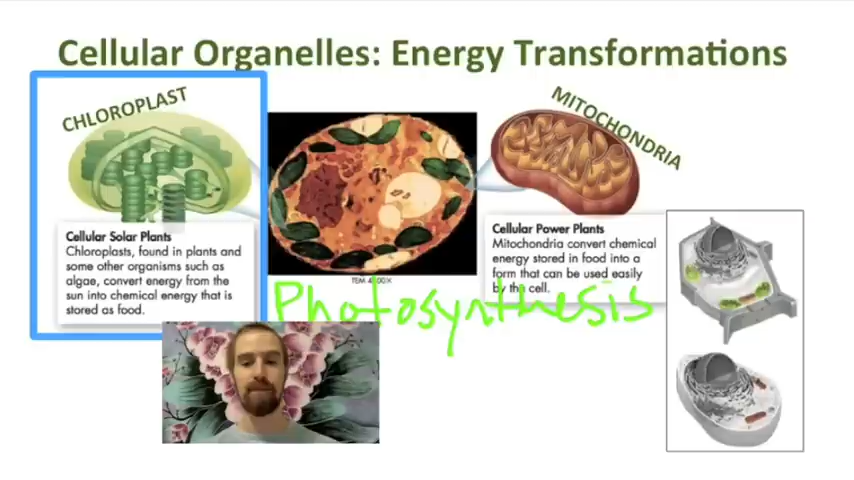 Cellular Organelles: Energy Transformations
CHLOROPLAST
MITOCHONDRIA
Cellular Solar Plants
Chloroplasts, found in plants and
some other organisms such as
algae, convert energy from the
sun into chemical energy that is
stored as food.
TEM 4500X
Cellular Power Plants
Mitochondria convert chemical
energy stored in food into a
form that can be used easily
by the cell.
Photosynthesis